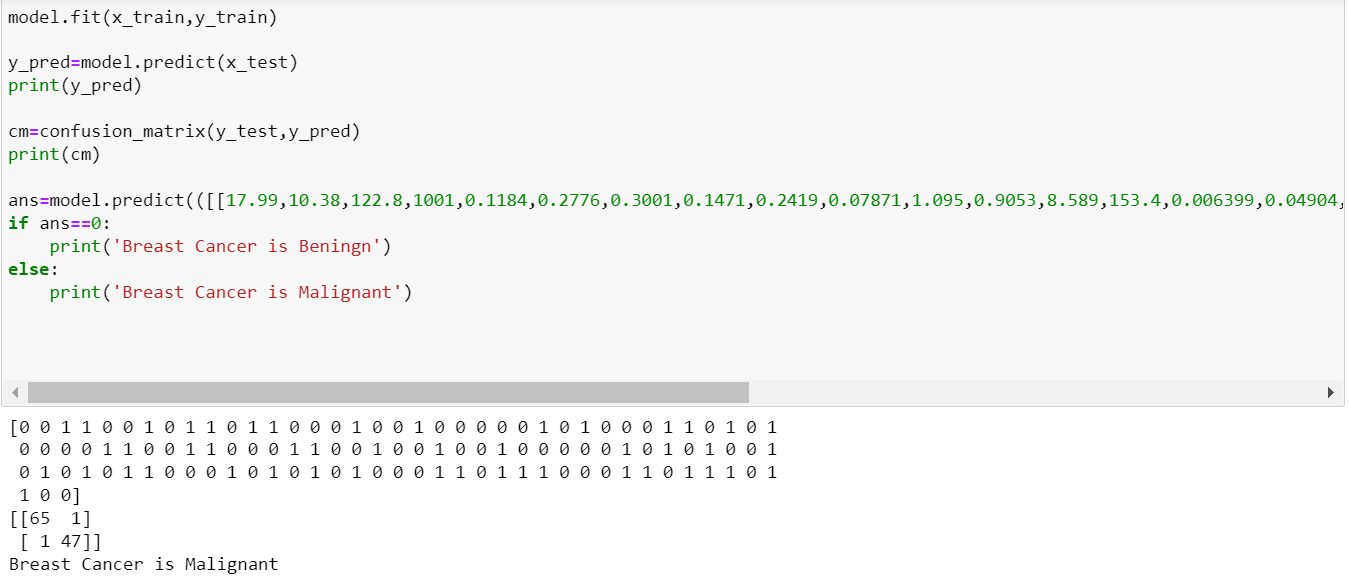 model.fit(x_train,y_train)
y_pred=model.predict(x_test)
print(y_pred)
cm=confusion_matrix(y_test,y_pred)
print(cm)
ans=model.predict(([[17.99,10.38,122.8,1001,0.1184,0.2776,0.3001,0.1471,0.2419,0.07871,1.095,0.9053,8.589,153.4,0.006399,0.04904,
if ans==0:
    print('Breast Cancer is Beningn')
else:
    print('Breast Cancer is Malignant')
[0 0 1 1 0 0 1 0 1 1 0 1 1 0 0 0 1 0 0 1 0 0 0 0 0 1 0 1 0 0 0 1 1 0 1 0 1
 0 0 0 0 1 1 0 0 1 1 0 0 0 1 1 0 0 1 0 0 1 0 0 1 0 0 0 0 0 1 0 1 0 1 0 0 1
 0 1 0 1 0 1 1 0 0 0 1 0 1 0 1 0 1 0 0 0 1 1 0 1 1 1 0 0 0 1 1 0 1 1 1 0 1
 1 0 0]
[[65  1]
 [ 1 47]]
Breast Cancer is Malignant